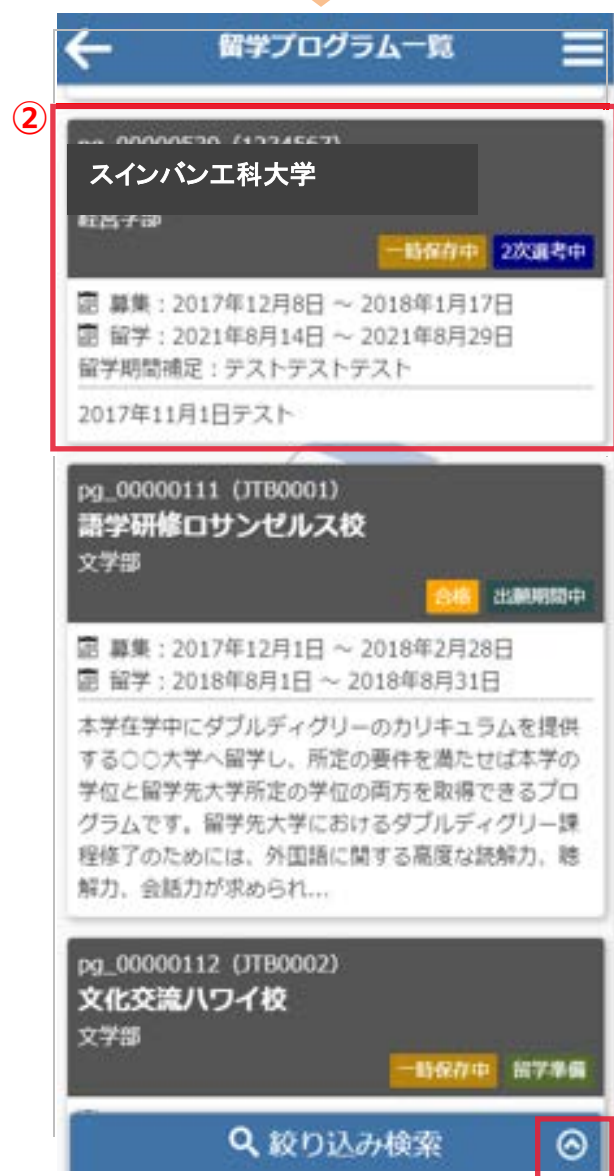 留学プログラム一覧
②
pg_00000529 (1234567)
スインバン工科大学
経営学部
一時保存中 2次選考中
募集：2017年12月8日 ～ 2018年1月17日
留学：2021年8月14日 ～ 2021年8月29日
留学期間補足：テストテストテスト
2017年11月1日テスト
pg_00000111 (JTB0001)
語学研修ロサンゼルス校
文学部
合格 出願期間中
募集：2017年12月1日 ～ 2018年2月28日
留学：2018年8月1日 ～ 2018年8月31日
本学在学中にダブルディグリーのカリキュラムを提供
する○○大学へ留学し、所定の要件を満たせば本学の
学位と留学先大学所定の学位の両方を取得できるプロ
グラムです。留学先大学におけるダブルディグリー課
程修了のためには、外国語に関する高度な読解力、聴
解力、会話力が求められ...
pg_00000112 (JTB0002)
文化交流ハワイ校
文学部
一時保存中 留学準備
絞り込み検索